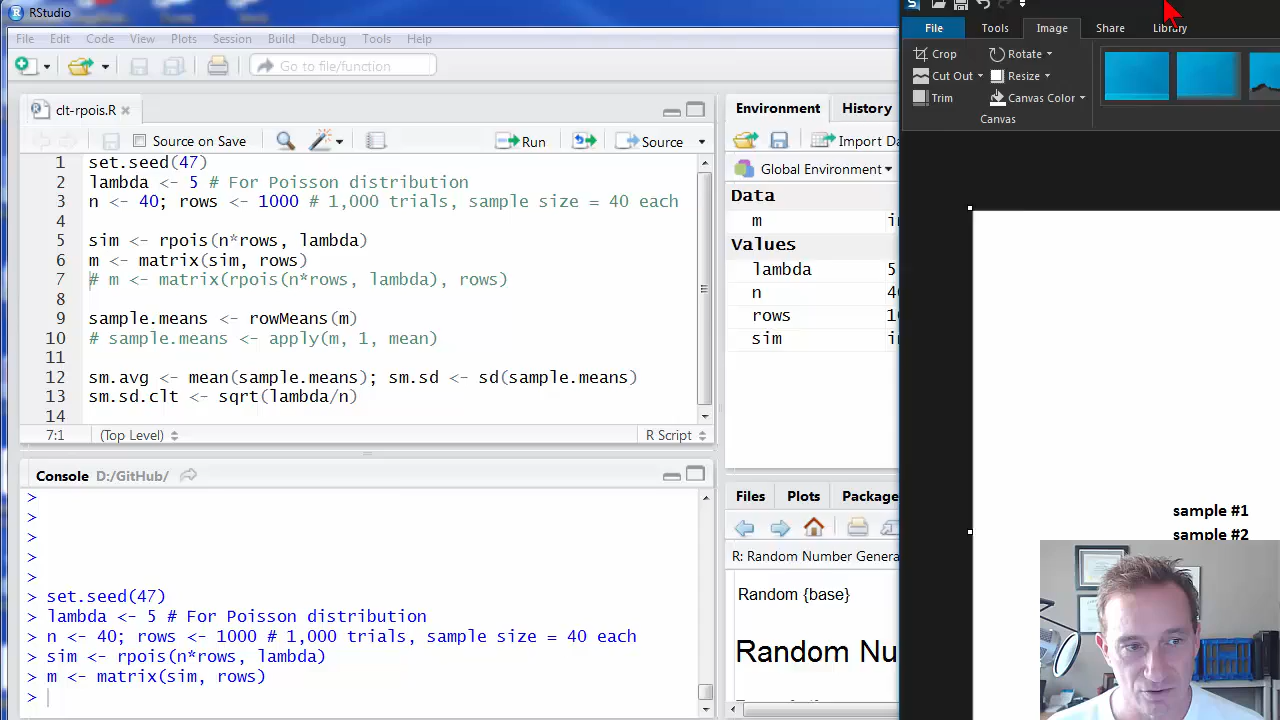 RStudio
File Edit Code View Plots Session Build Debug Tools Help
Go to file/function
clt-rpois.R
Source on Save
Run
Source
1 set.seed(47)
2 lambda <- 5 # For Poisson distribution
3 n <- 40; rows <- 1000 # 1,000 trials, sample size = 40 each
4
5 sim <- rpois(n*rows, lambda)
6 m <- matrix(sim, rows)
7 # m <- matrix(rpois(n*rows, lambda), rows)
8
9 sample.means <- rowMeans(m)
10 # sample.means <- apply(m, 1, mean)
11
12 sm.avg <- mean(sample.means); sm.sd <- sd(sample.means)
13 sm.sd.clt <- sqrt(lambda/n)
14
7:1 (Top Level) R Script
Console D:/GitHub/
>
>
>
>
>
> set.seed(47)
> lambda <- 5 # For Poisson distribution
> n <- 40; rows <- 1000 # 1,000 trials, sample size = 40 each
> sim <- rpois(n*rows, lambda)
> m <- matrix(sim, rows)
>
Environment History
Import Da
Global Environment
Data
m
Values
lambda 5
n
rows
sim
Files Plots Package
R: Random Number Genera
Random {base}
Random Nu
File Tools Image Share Library
Crop Rotate
Cut Out Resize
Trim Canvas Color
Canvas
sample #1
sample #2